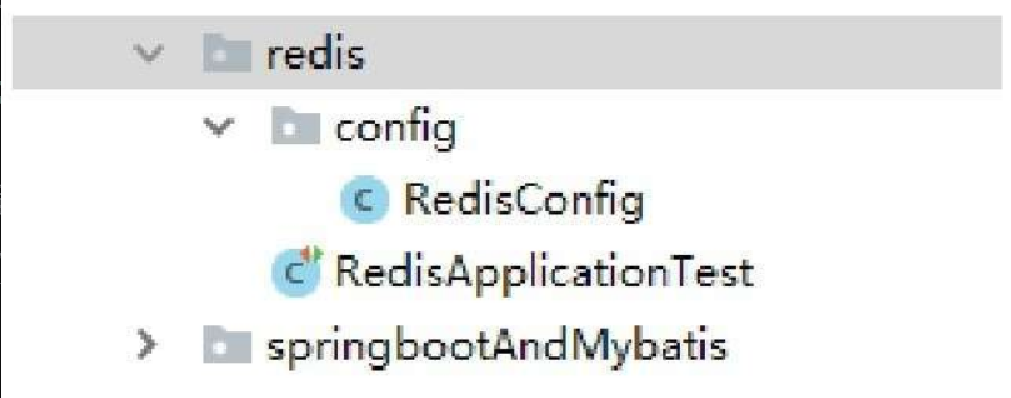 redis
config
C RedisConfig
C RedisApplicationTest
springbootAndMybatis